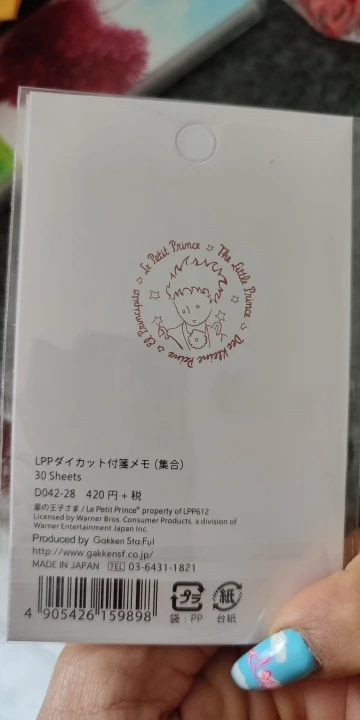 Le Petit Prince ☆ The Little Prince ☆ Der Kleine Prinz ☆ El Principito ☆
LPPダイカット付箋メモ (集合)
30 Sheets
D042-28 420円+税
星の王子さま / Le Petit Prince® property of LPP612
Licensed by Warner Bros. Consumer Products, a division of
Warner Entertainment Japan Inc.
Produced by Gakken Sta:Ful
http://www.gakkensf.co.jp/
MADE IN JAPAN TEL 03-6431-1821
4 905426 159898
プラ 紙
袋:PP 台紙